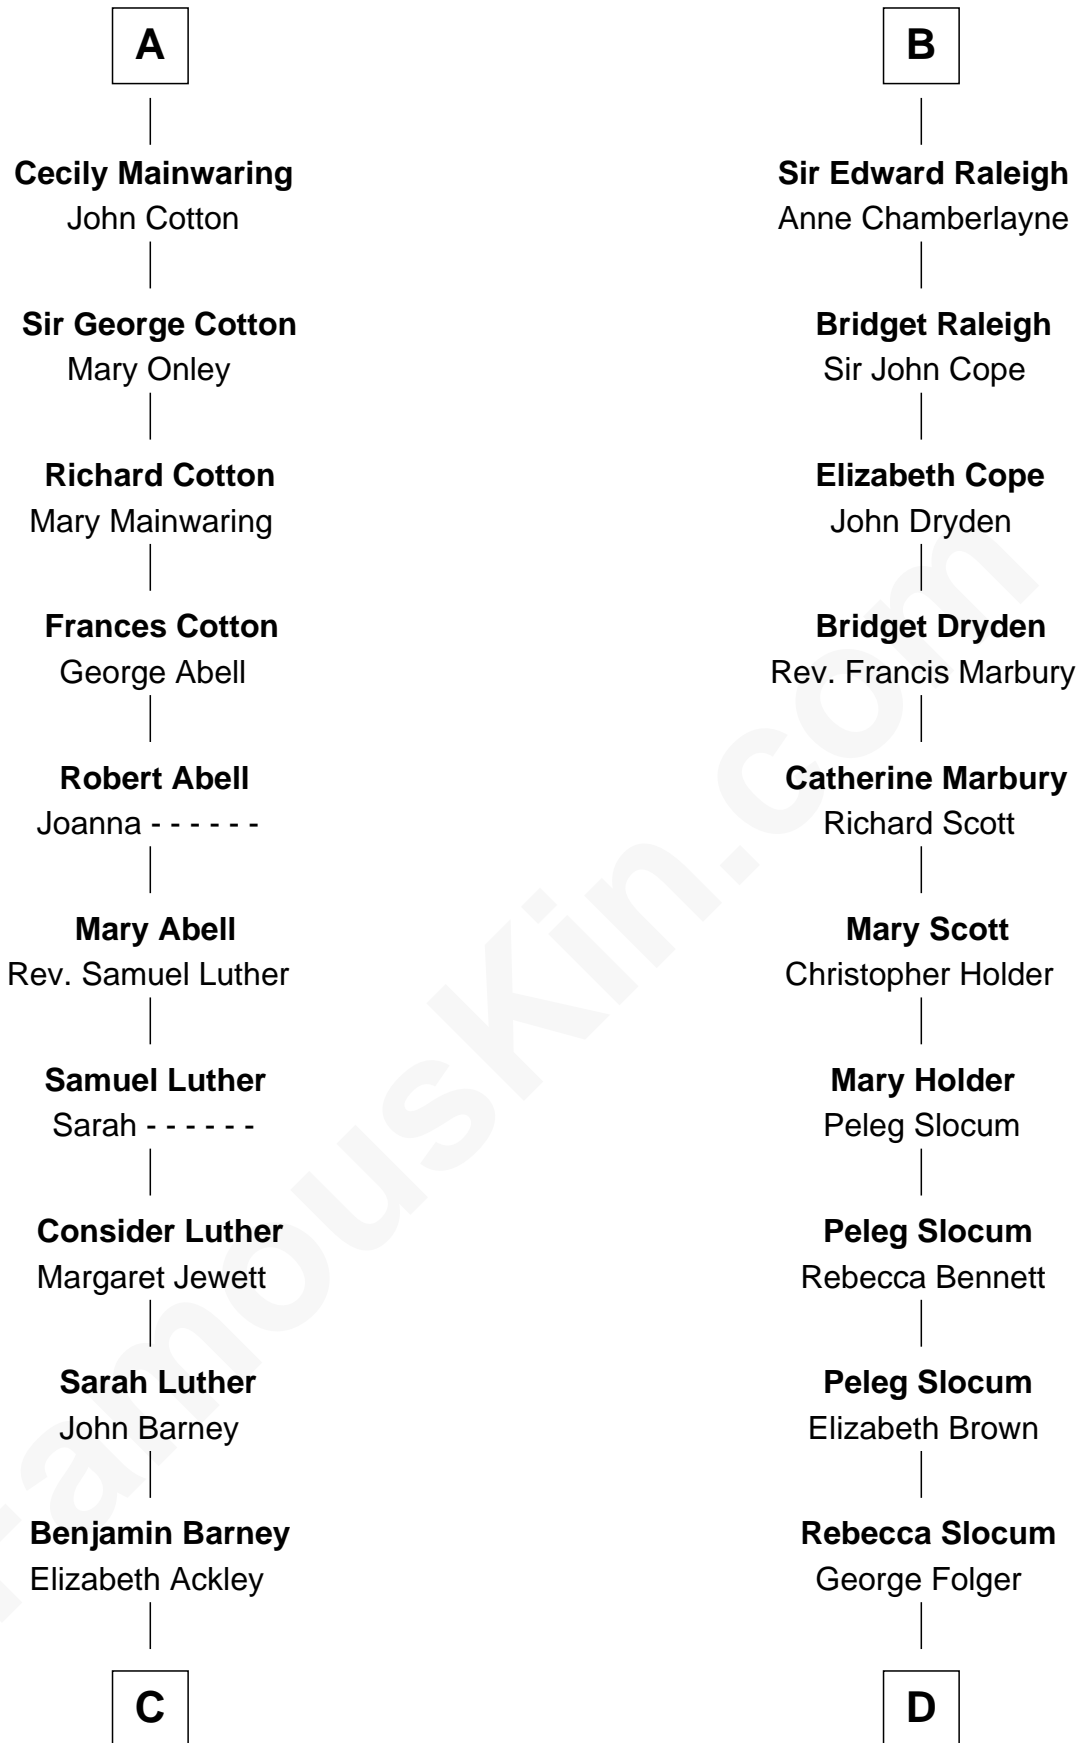 A
Cecily Mainwaring
John Cotton
Sir George Cotton
Mary Onley
Richard Cotton
Mary Mainwaring
Frances Cotton
George Abell
Robert Abell
Joanna - - - - - -
Mary Abell
Rev. Samuel Luther
Samuel Luther
Sarah - - - - - -
Consider Luther
Margaret Jewett
Sarah Luther
John Barney
Benjamin Barney
Elizabeth Ackley
C
B
Sir Edward Raleigh
Anne Chamberlayne
Bridget Raleigh
Sir John Cope
Elizabeth Cope
John Dryden
Bridget Dryden
Rev. Francis Marbury
Catherine Marbury
Richard Scott
Mary Scott
Christopher Holder
Mary Holder
Peleg Slocum
Peleg Slocum
Rebecca Bennett
Peleg Slocum
Elizabeth Brown
Rebecca Slocum
George Folger
D
FamousKin.com